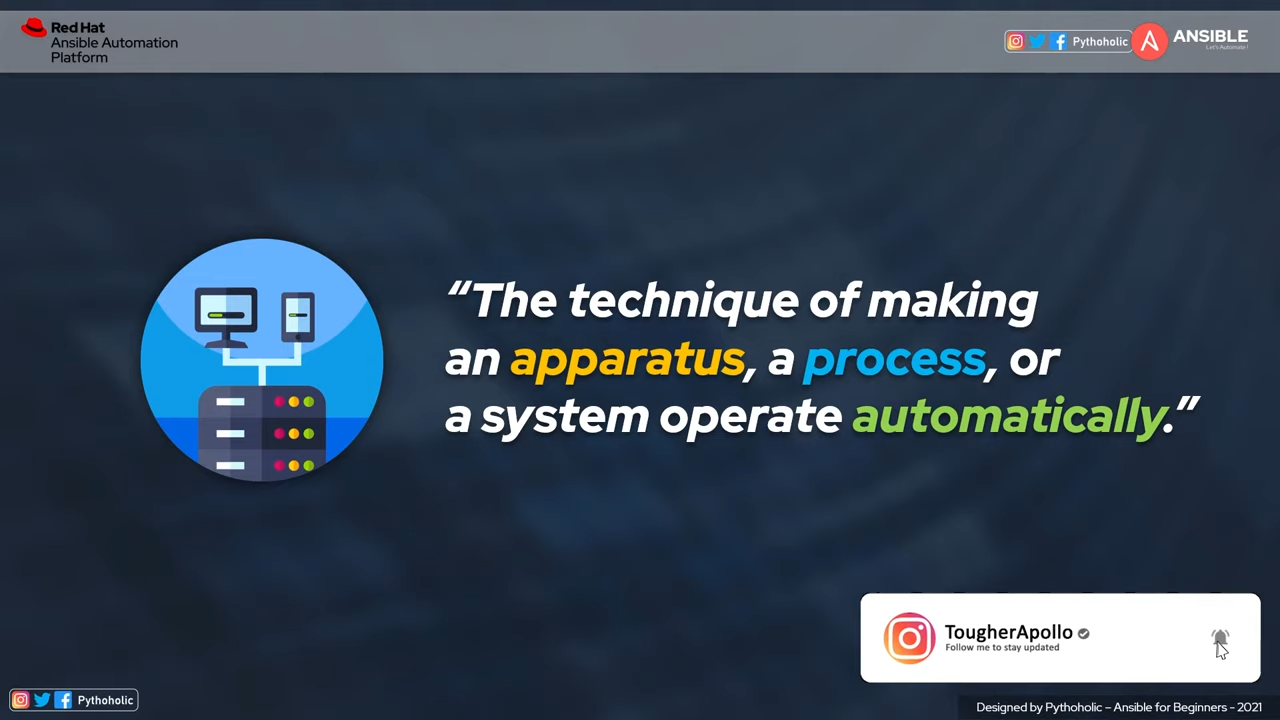 Red Hat
Ansible Automation
Platform
Pythoholic
ANSIBLE
Let's Automate!
“The technique of making
an apparatus, a process, or
a system operate automatically.”
TougherApollo
Follow me to stay updated
Pythoholic
Designed by Pythoholic – Ansible for Beginners - 2021